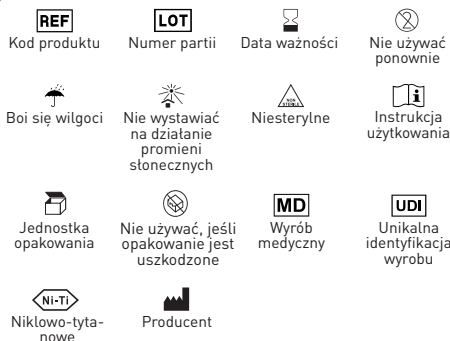 REF
LOT
Kod produktu
Numer partii
Data ważności
Nie używać
ponownie
2
Boi się wilgoci
Nie wystawiać
na działanie
promieni
słonecznych
NON
STERILE
Niesterylne
i
Instrukcja
użytkowania
Jednostka
opakowania
Nie używać, jeśli
opakowanie jest
uszkodzone
MD
Wyrób
medyczny
UDI
Unikalna
identyfikacja
wyrobu
Ni-Ti
Niklowo-tyta-
nowe
Producent